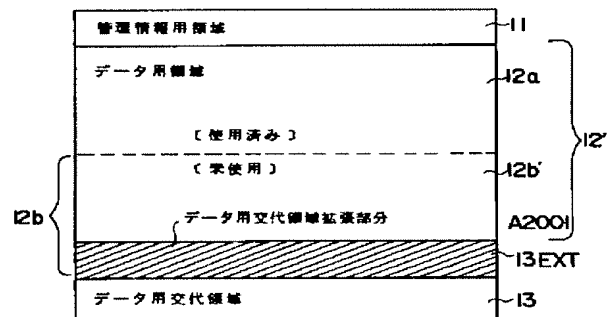 管理情報用領域 11
データ用領域 12a
12'
〔使用済み〕
〔未使用〕 12b'
12b
データ用交代領域拡張部分 A2001
13EXT
データ用交代領域 13